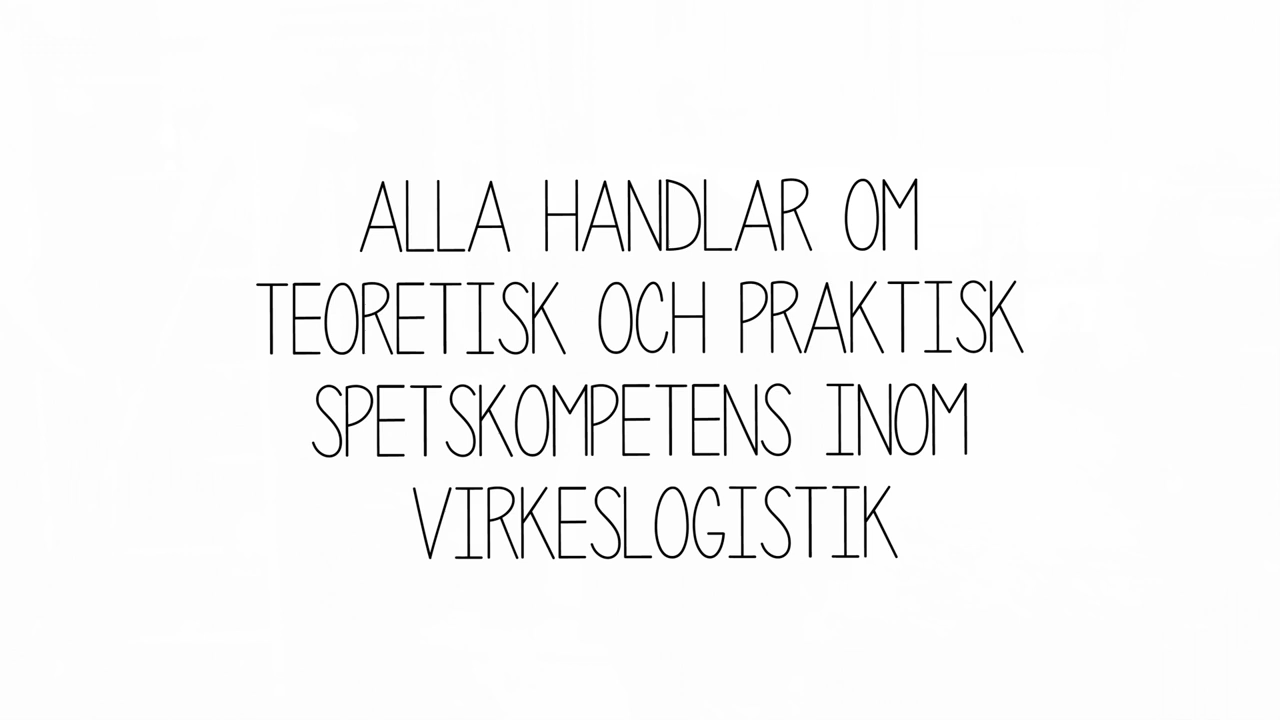 ALLA HANDLAR OM
TEORETISK OCH PRAKTISK
SPETSKOMPETENS INOM
VIRKESLOGISTIK